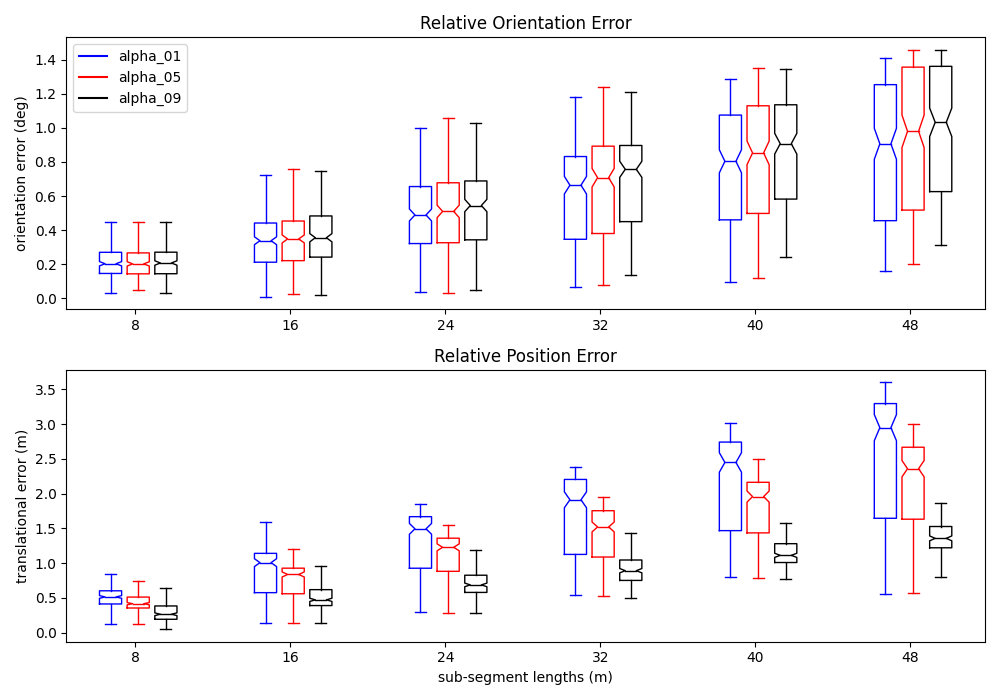 Relative Orientation Error
orientation error (deg)
1.4
1.2
1.0
0.8
0.6
0.4
0.2
0.0
alpha_01
alpha_05
alpha_09
8 16 24 32 40 48
Relative Position Error
translational error (m)
3.5
3.0
2.5
2.0
1.5
1.0
0.5
0.0
8 16 24 32 40 48
sub-segment lengths (m)